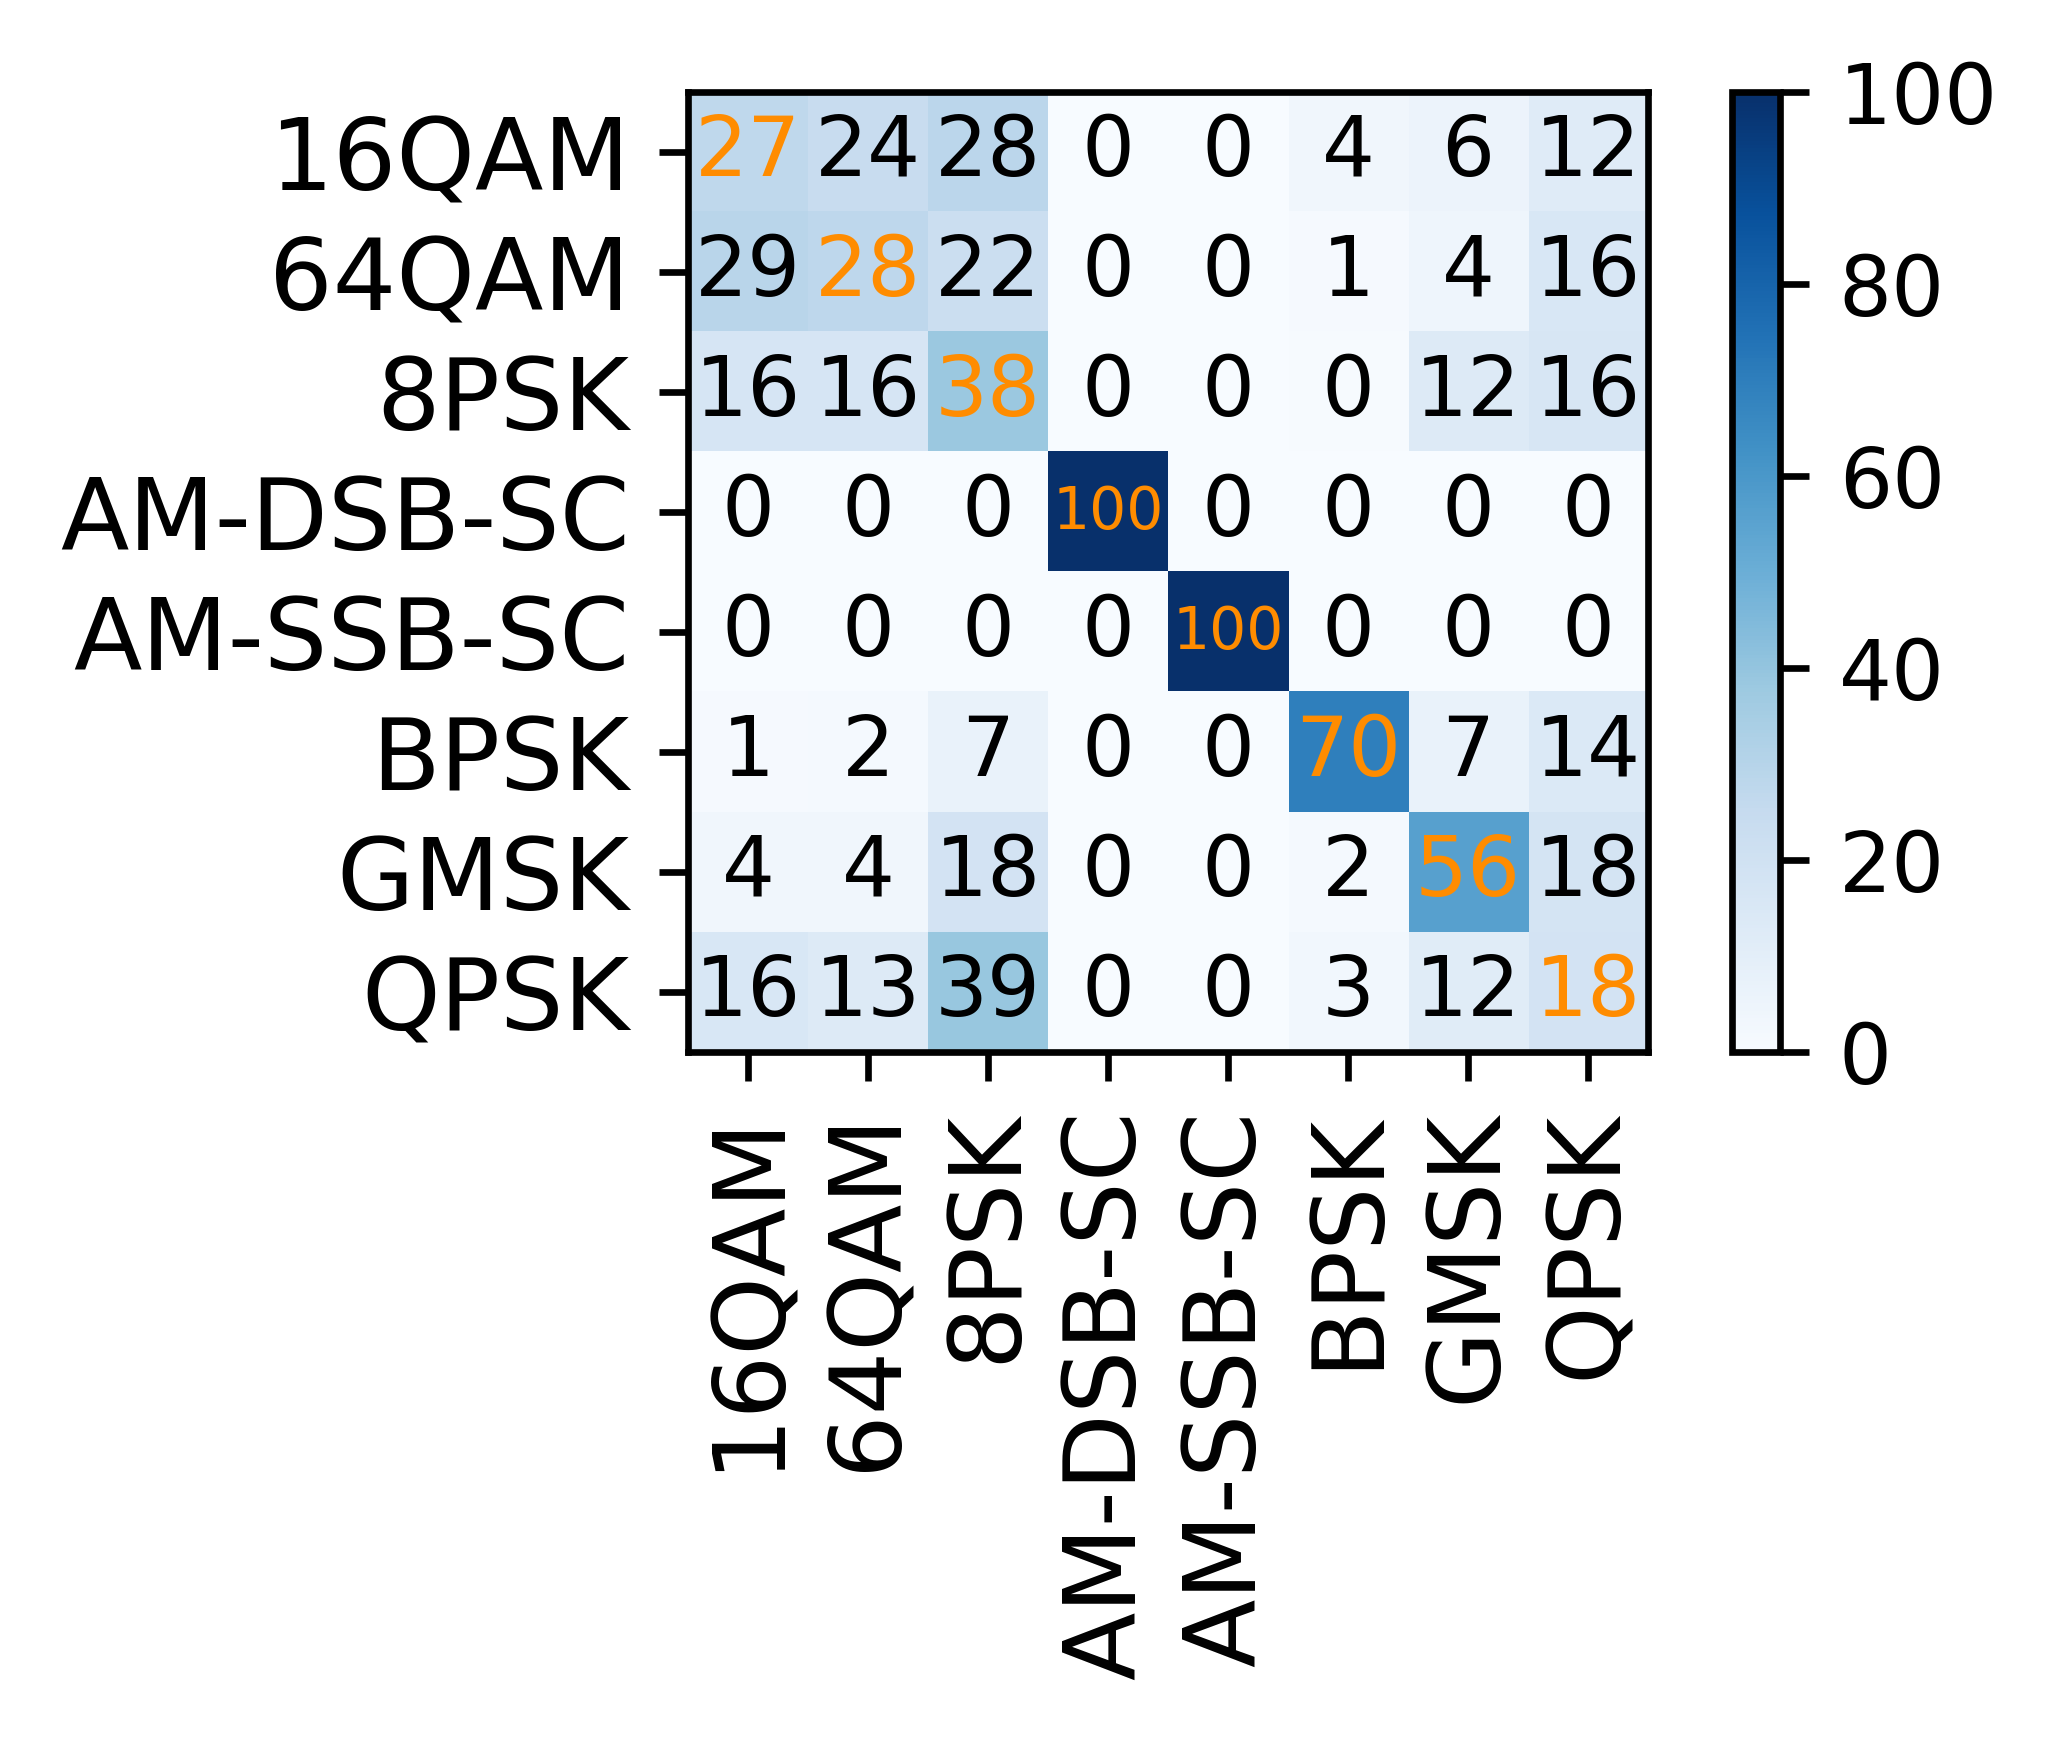 16QAM 27 24 28 0 0 4 6 12
64QAM 29 28 22 0 0 1 4 16
8PSK 16 16 38 0 0 0 12 16
AM-DSB-SC 0 0 0 100 0 0 0 0
AM-SSB-SC 0 0 0 0 100 0 0 0
BPSK 1 2 7 0 0 70 7 14
GMSK 4 4 18 0 0 2 56 18
QPSK 16 13 39 0 0 3 12 18
16QAM
64QAM
8PSK
AM-DSB-SC
AM-SSB-SC
BPSK
GMSK
QPSK
100
80
60
40
20
0